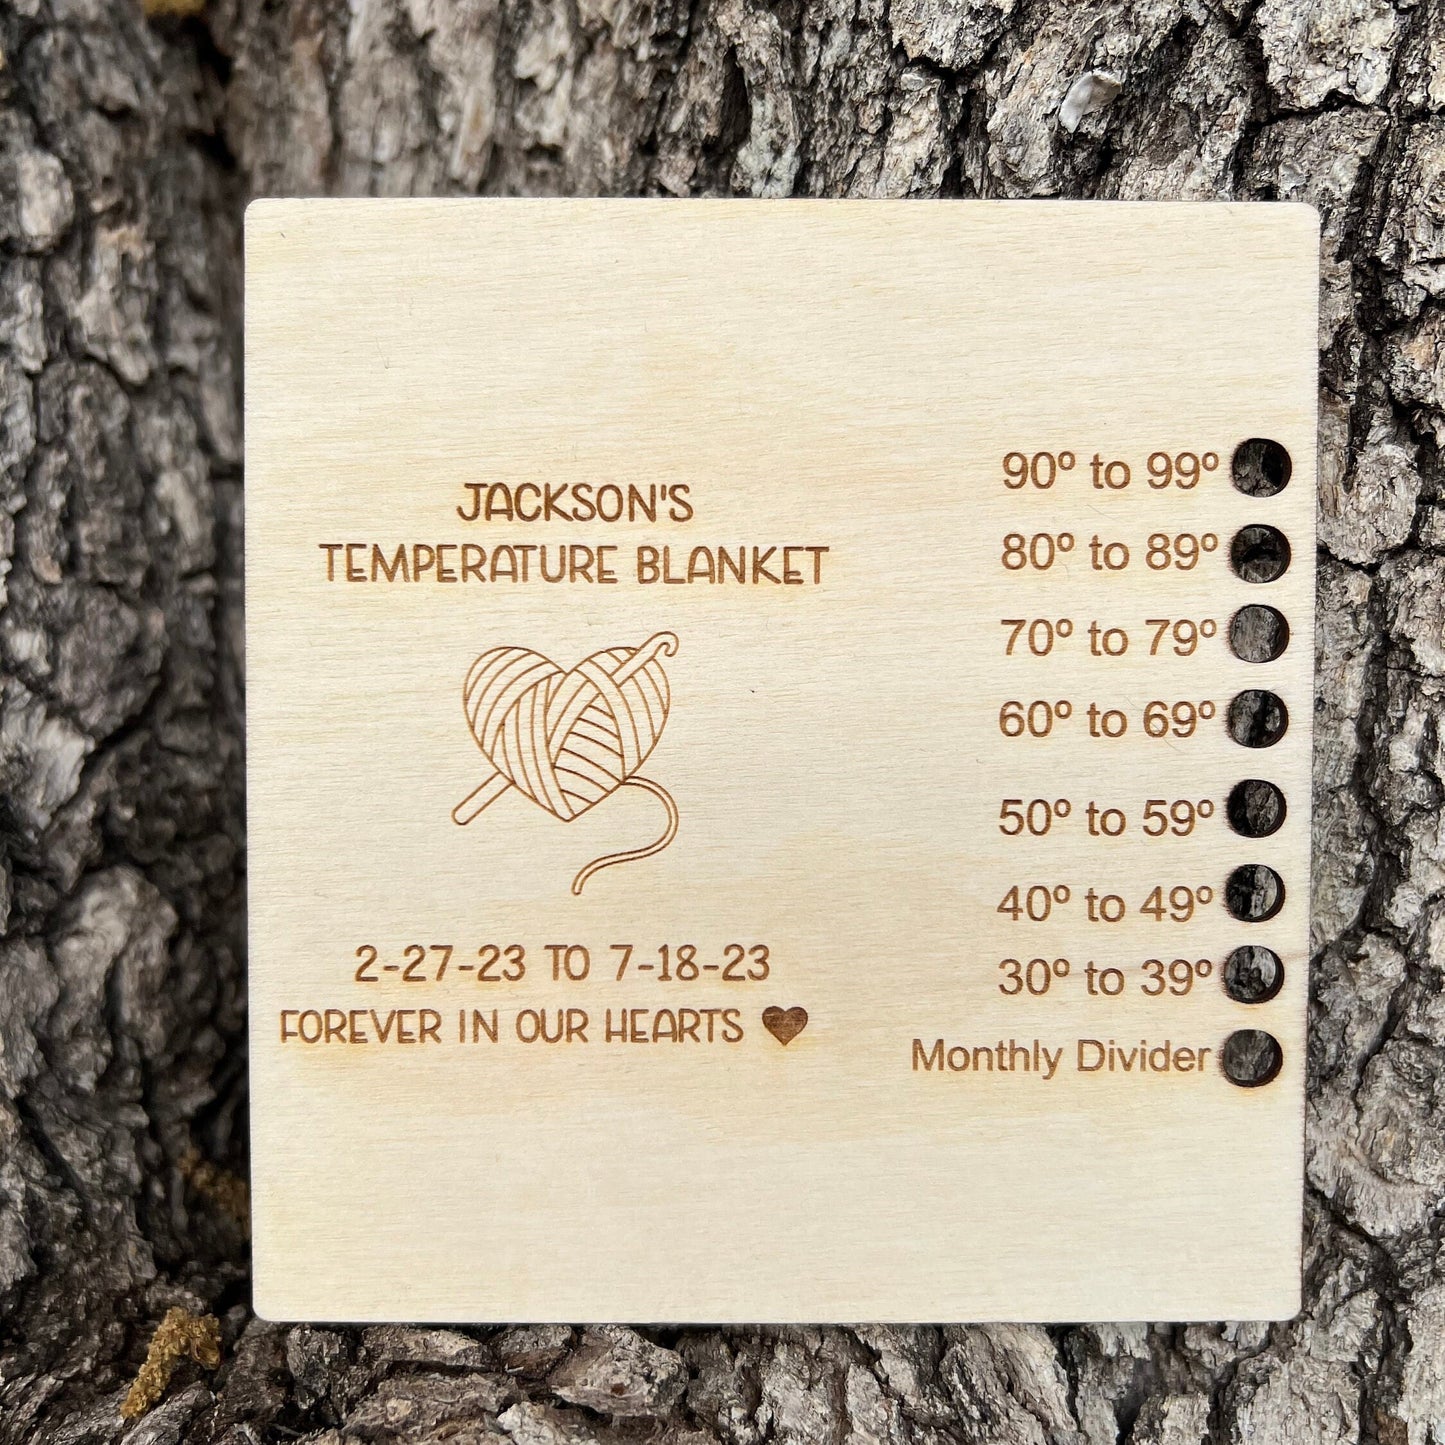 JACKSON'S
TEMPERATURE BLANKET
2-27-23 TO 7-18-23
FOREVER IN OUR HEARTS ♥
90º to 99º
80º to 89º
70º to 79º
60º to 69º
50º to 59º
40º to 49º
30º to 39º
Monthly Divider